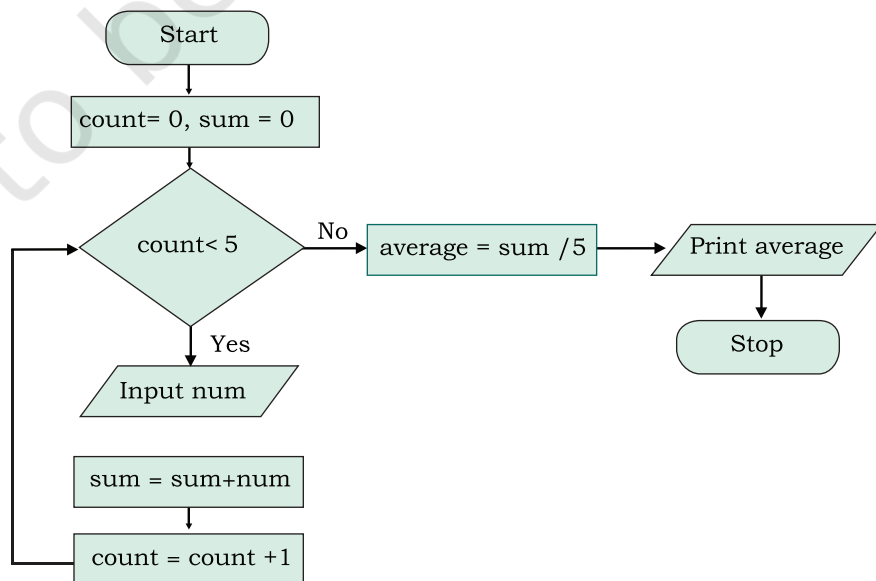 to b
Start
count= 0, sum = 0
count< 5
No
average = sum /5
Print average
Yes
Stop
Input num
sum = sum+num
count = count +1